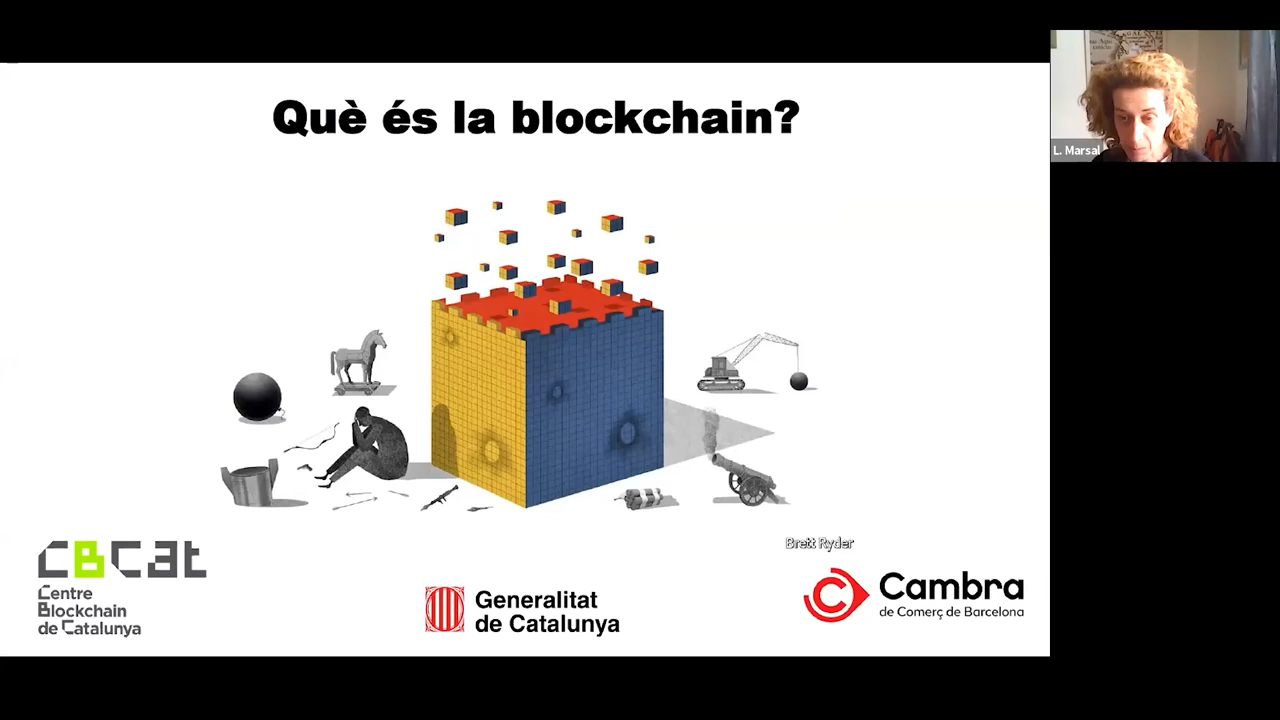 Què és la blockchain?
L. Marsal
Brett Ryder
CBCat
Centre
Blockchain
de Catalunya
Generalitat
de Catalunya
Cambra
de Comerç de Barcelona